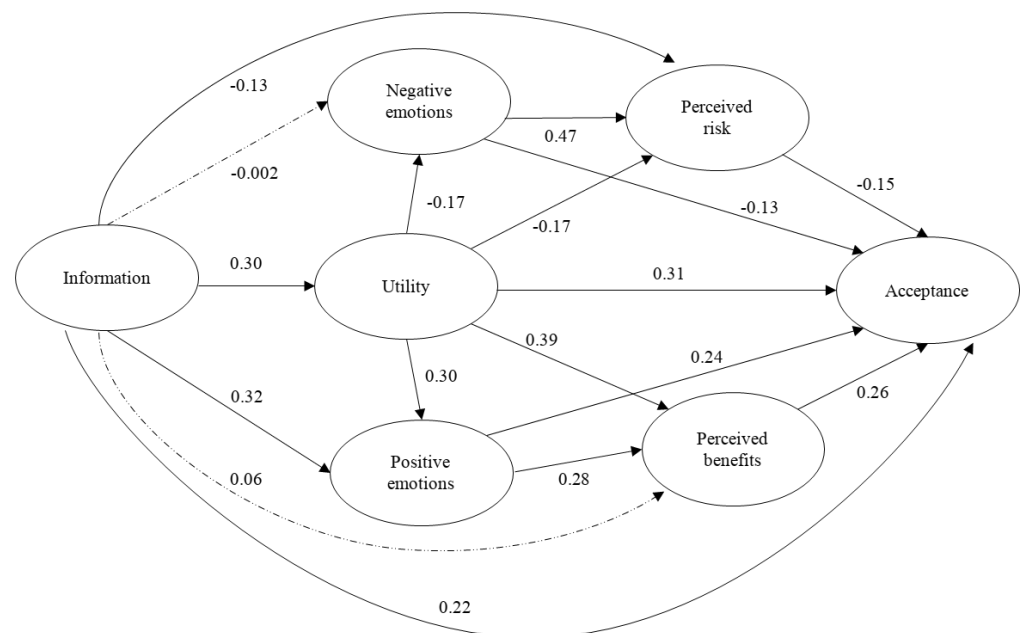 -0.13
Negative
emotions
Perceived
risk
0.47
-0.002
-0.17
-0.17
-0.13
-0.15
Information
0.30
Utility
0.31
Acceptance
0.39
0.30
0.24
0.32
0.26
Positive
emotions
Perceived
benefits
0.28
0.06
0.22